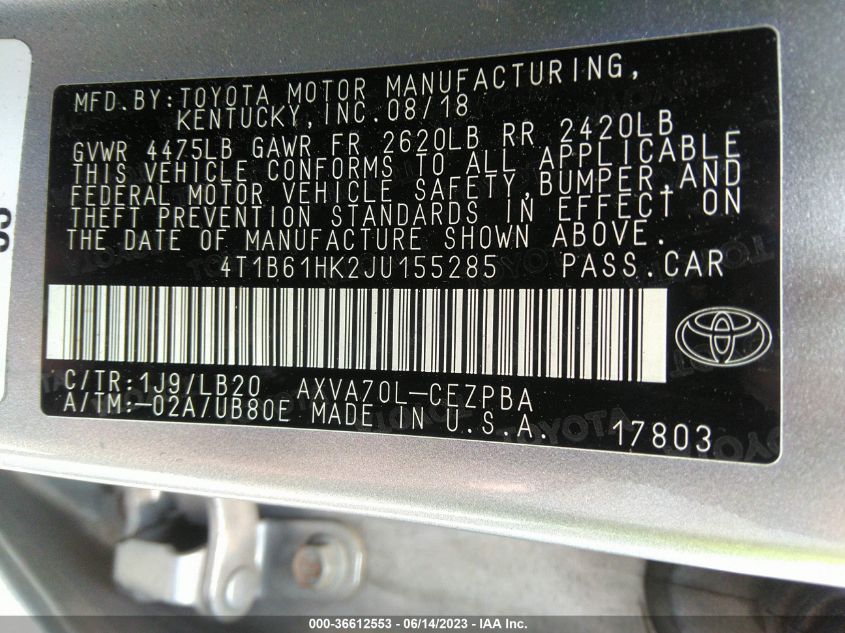 MFD.BY:TOYOTA MOTOR MANUFACTURING,
KENTUCKY,INC.08/18
GVWR 4475LB GAWR FR 2620LB RR 2420LB
THIS VEHICLE CONFORMS TO ALL APPLICABLE
FEDERAL MOTOR VEHICLE SAFETY,BUMPER,AND
THEFT PREVENTION STANDARDS IN EFFECT ON
THE DATE OF MANUFACTURE SHOWN ABOVE.
4T1B61HK2JU155285 PASS.CAR
C/TR:1J9/LB20 AXVA70L-CEZPBA
A/TM:-02A/UB80E MADE IN U.S.A. 17803
000-36612553 - 06/14/2023 - IAA Inc.